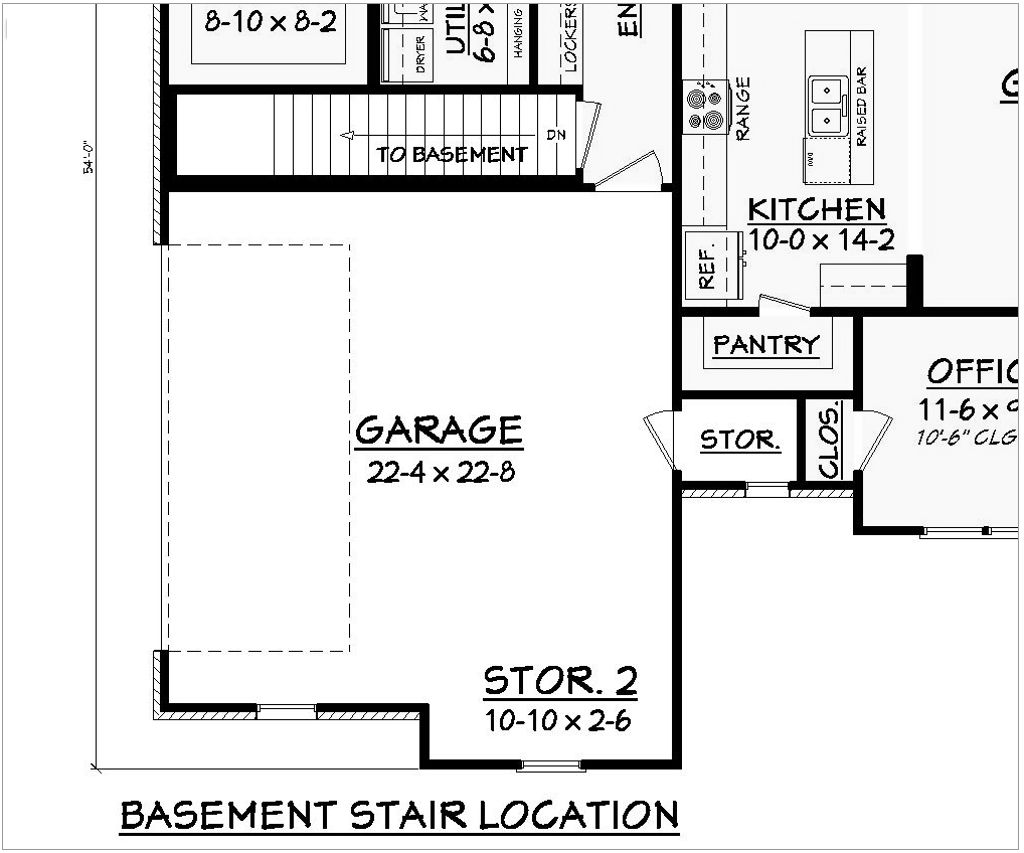 8-10 x 8-2
DRYER
UTIL
6-8 x
HANGING
LOCKERS
EN
DN
TO BASEMENT
54'-0"
RANGE
RAISED BAR
DW
KITCHEN
10-0 x 14-2
REF.
PANTRY
STOR.
CLOS.
OFFIC
11-6 x 9
10'-6" CLG
GARAGE
22-4 x 22-8
STOR. 2
10-10 x 2-6
BASEMENT STAIR LOCATION